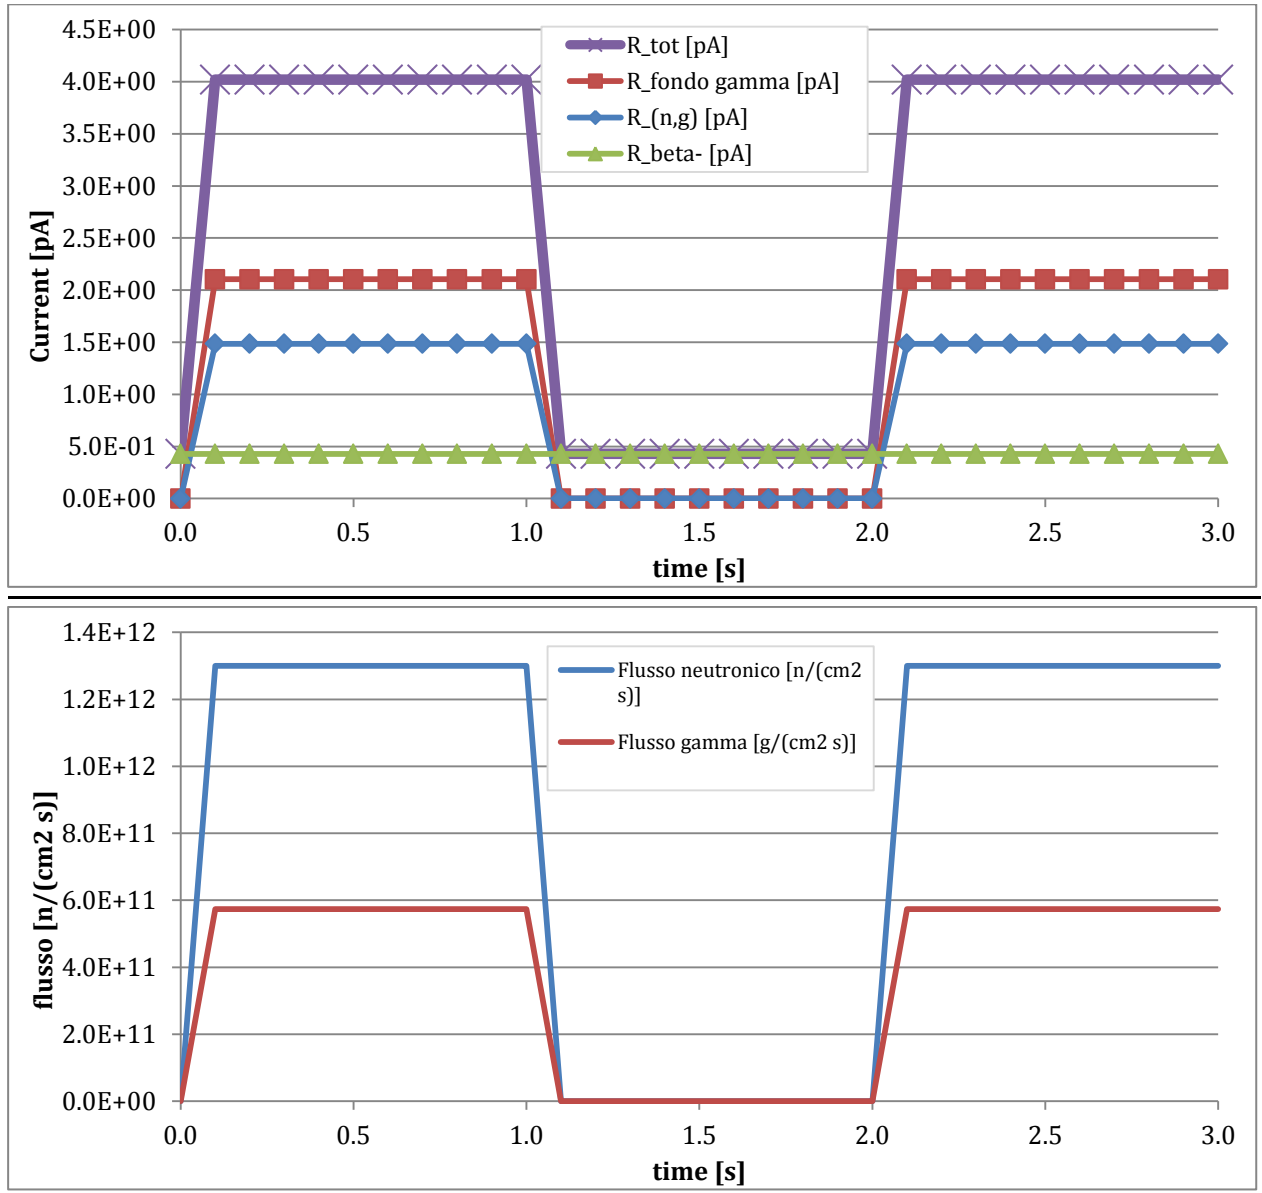 4.5E+00
4.0E+00
3.5E+00
3.0E+00
2.5E+00
2.0E+00
1.5E+00
1.0E+00
5.0E-01
0.0E+00
Current [pA]
R_tot [pA]
R_fondo gamma [pA]
R_(n,g) [pA]
R_beta- [pA]
0.0 0.5 1.0 1.5 2.0 2.5 3.0
time [s]
1.4E+12
1.2E+12
1.0E+12
8.0E+11
6.0E+11
4.0E+11
2.0E+11
0.0E+00
flusso [n/(cm2 s)]
Flusso neutronico [n/(cm2
s)]
Flusso gamma [g/(cm2 s)]
0.0 0.5 1.0 1.5 2.0 2.5 3.0
time [s]